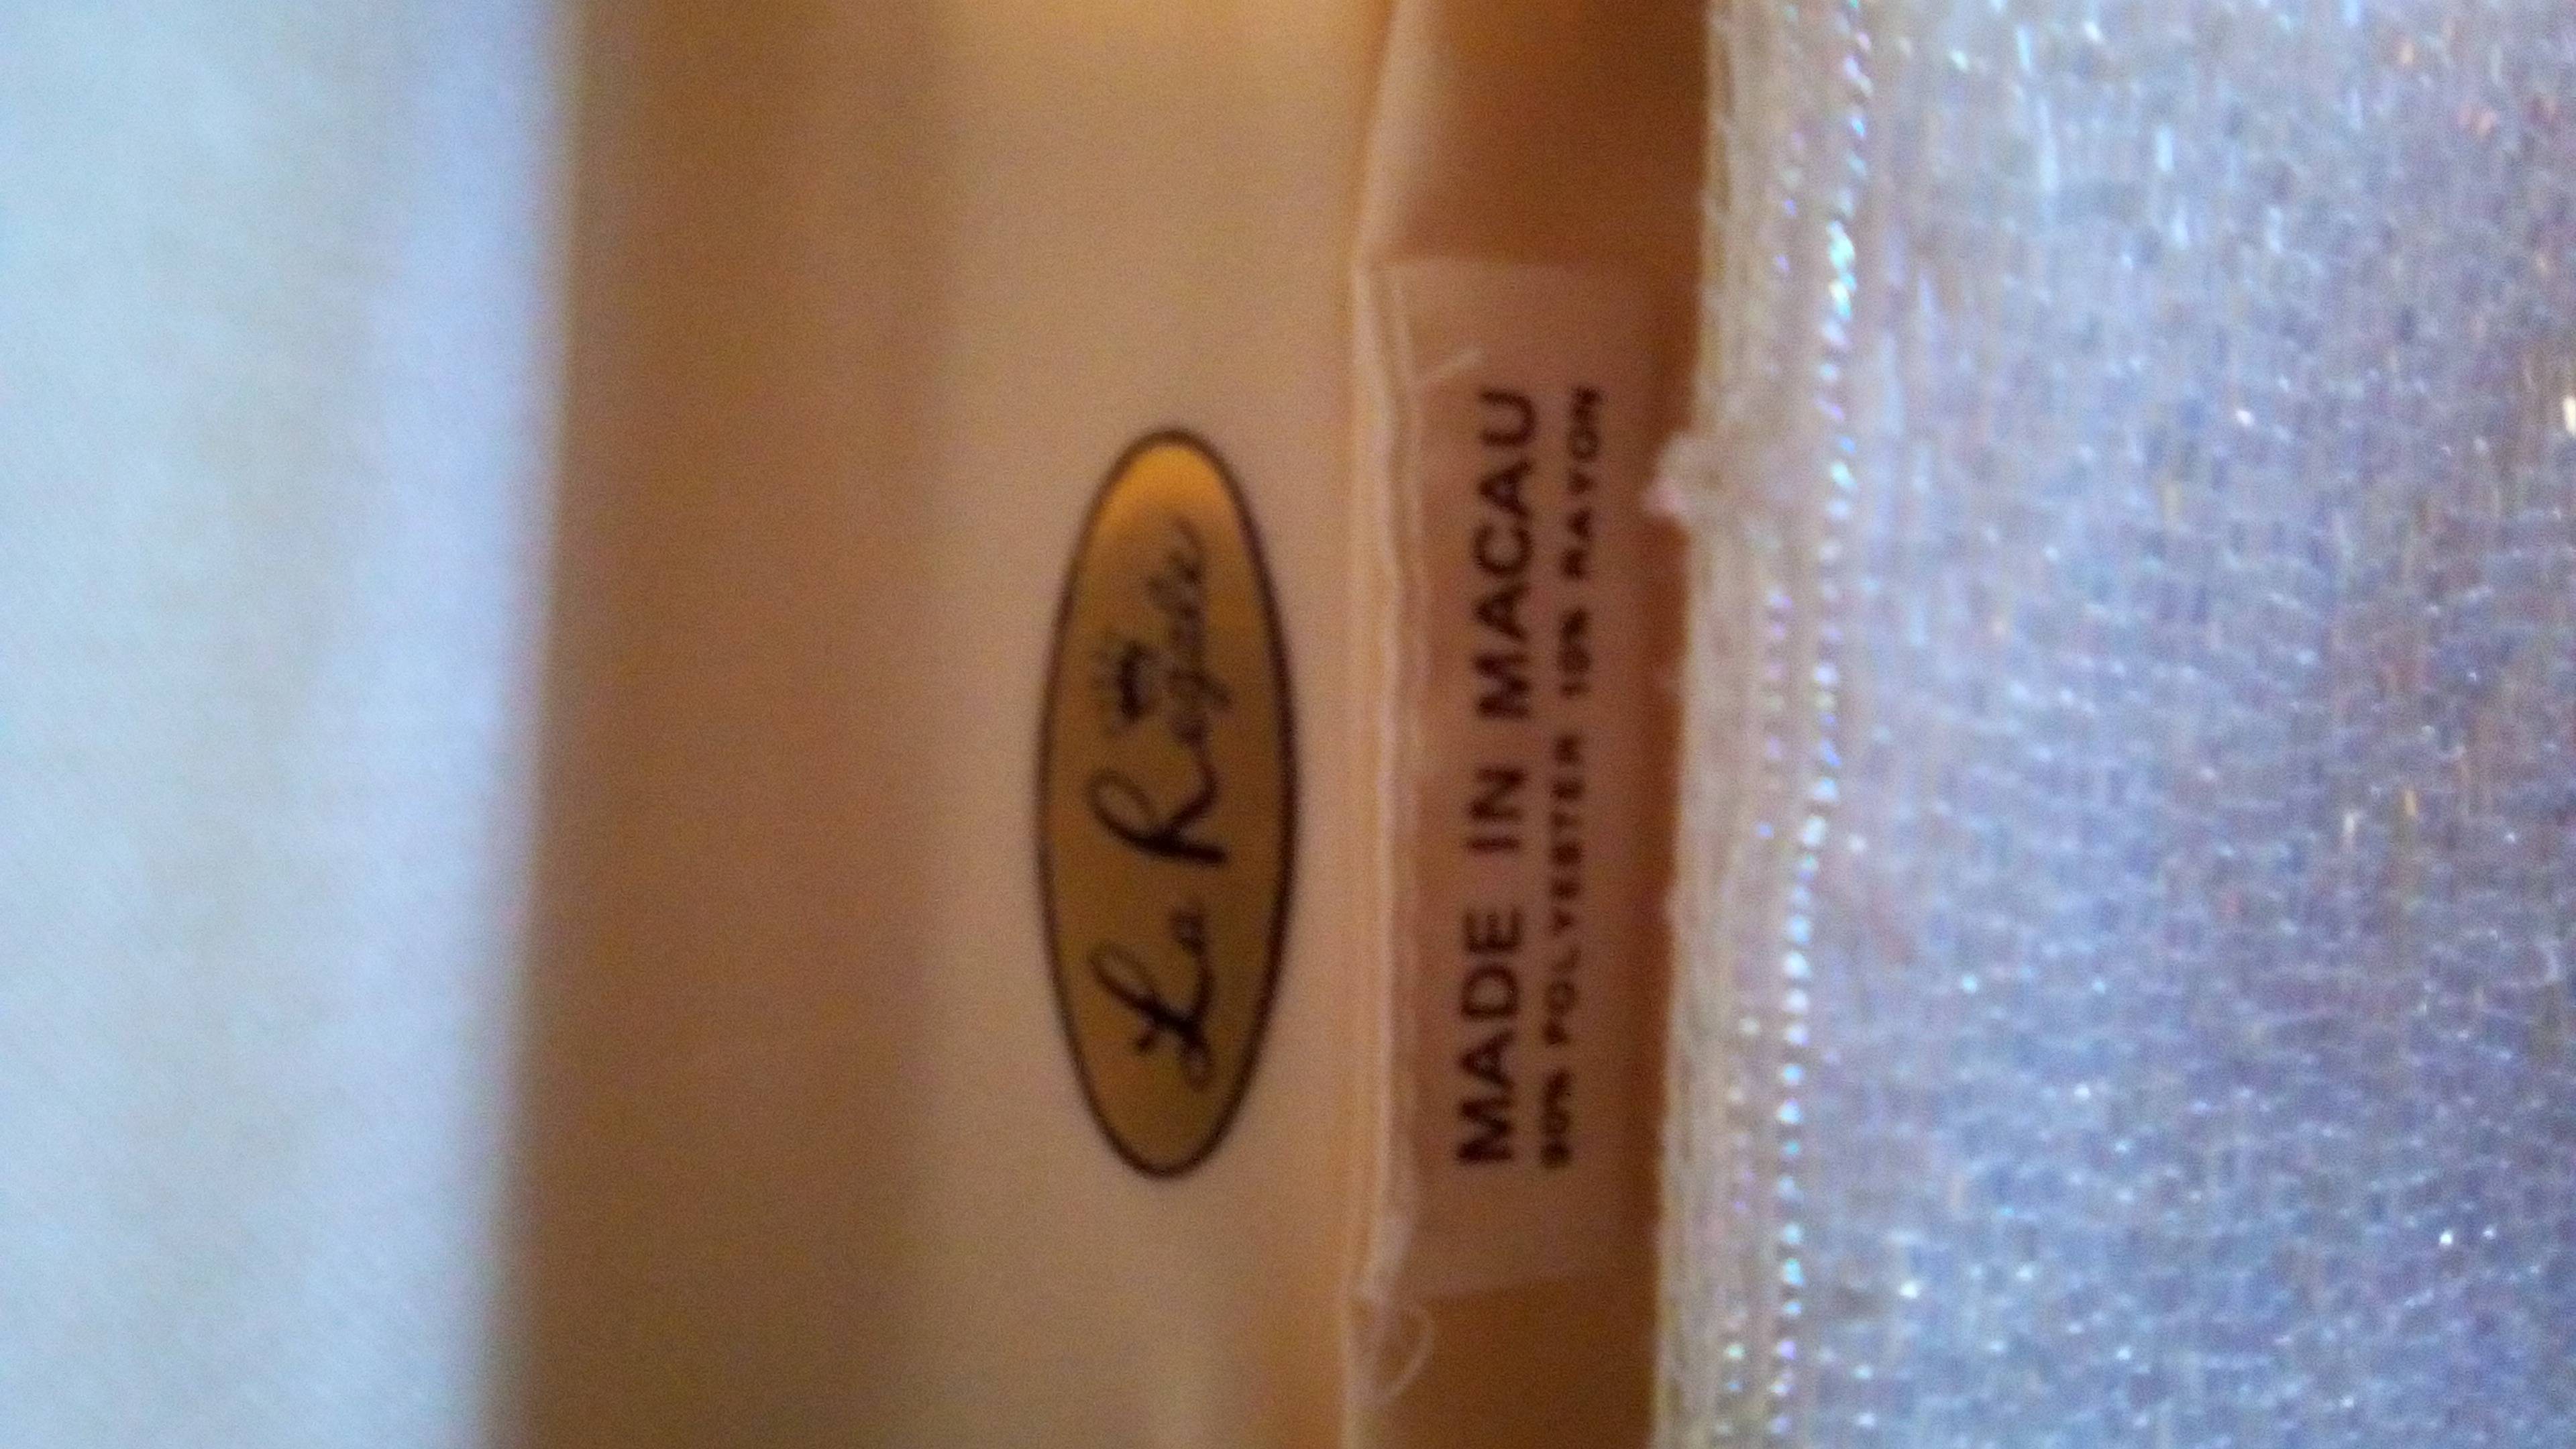 La Regale
MADE IN MACAU
90% POLYESTER 10% RAYON